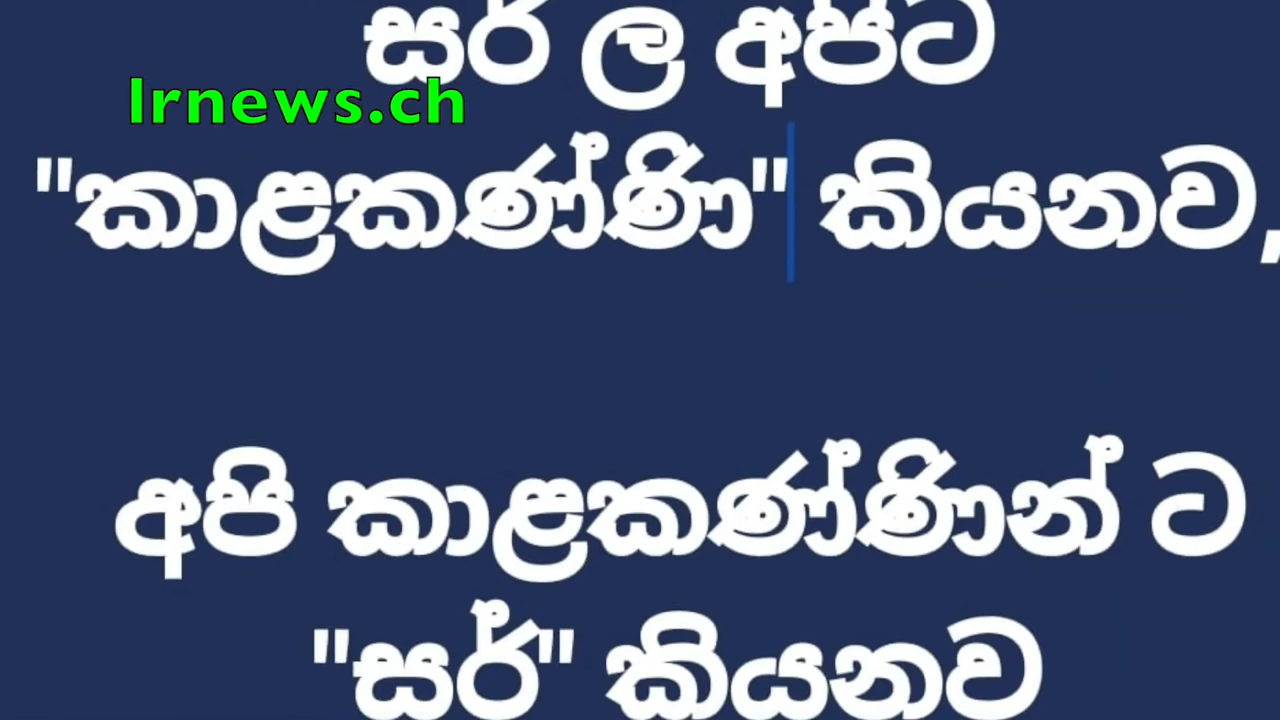 සර් ල අපිට
lrnews.ch
"කාළකණ්ණි" කියනව,
අපි කාළකණ්ණින් ට
"සර්" කියනව